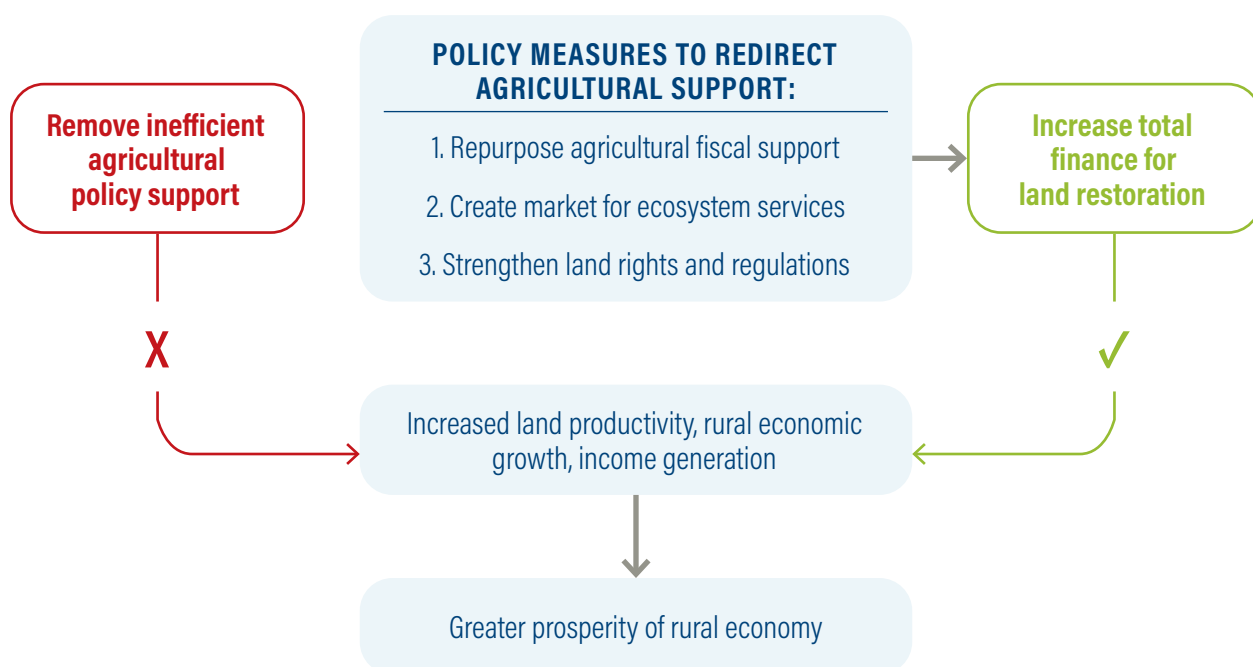 POLICY MEASURES TO REDIRECT
AGRICULTURAL SUPPORT:
1. Repurpose agricultural fiscal support
2. Create market for ecosystem services
3. Strengthen land rights and regulations
Remove inefficient
agricultural
policy support
Increase total
finance for
land restoration
X
✓
Increased land productivity, rural economic
growth, income generation
Greater prosperity of rural economy